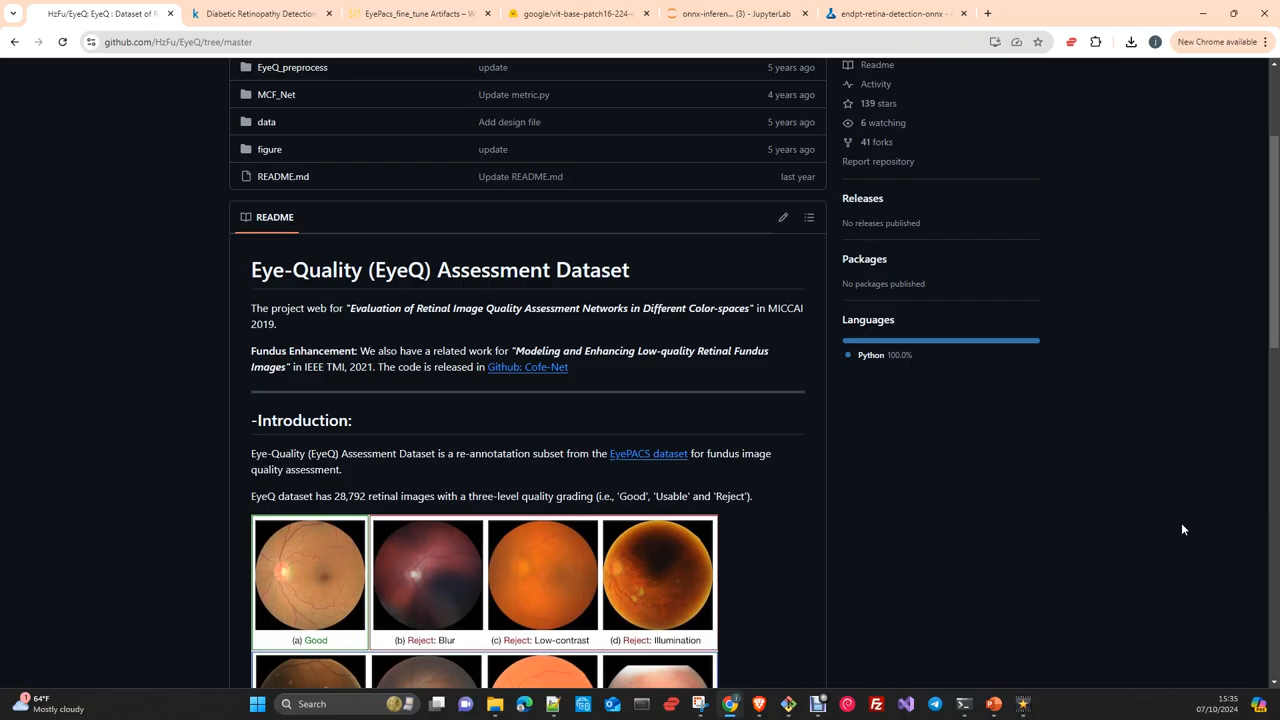 HzFu/EyeQ: EyeQ : Dataset of R
Diabetic Retinopathy Detection
EyePacs_fine_tune Artifacts – W
google/vit-base-patch16-224-
onnx-inferen... (3) - JupyterLab
endpt-retina-detection-onnx -
github.com/HzFu/EyeQ/tree/master
New Chrome available
EyeQ_preprocess
update
5 years ago
MCF_Net
Update metric.py
4 years ago
data
Add design file
5 years ago
figure
update
5 years ago
README.md
Update README.md
last year
README
Eye-Quality (EyeQ) Assessment Dataset
The project web for "Evaluation of Retinal Image Quality Assessment Networks in Different Color-spaces" in MICCAI
2019.
Fundus Enhancement: We also have a related work for "Modeling and Enhancing Low-quality Retinal Fundus
Images" in IEEE TMI, 2021. The code is released in Github: Cofe-Net
-Introduction:
Eye-Quality (EyeQ) Assessment Dataset is a re-annotatation subset from the EyePACS dataset for fundus image
quality assessment.
EyeQ dataset has 28,792 retinal images with a three-level quality grading (i.e., 'Good', 'Usable' and 'Reject').
(a) Good
(b) Reject: Blur
(c) Reject: Low-contrast
(d) Reject: Illumination
Readme
Activity
139 stars
6 watching
41 forks
Report repository
Releases
No releases published
Packages
No packages published
Languages
Python 100.0%
64°F
Mostly cloudy
Search
15:35
07/10/2024